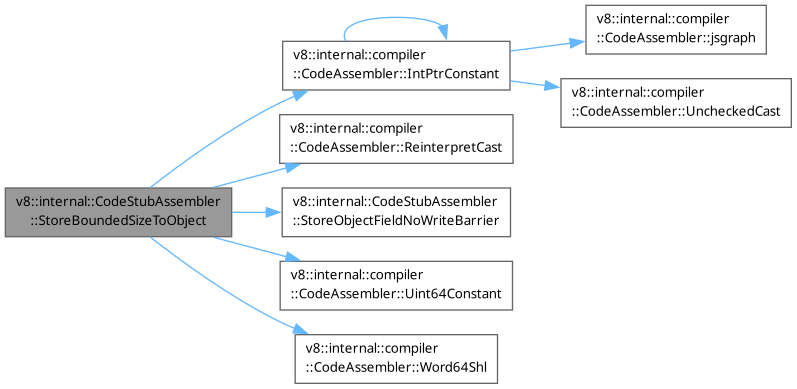 v8::internal::CodeStubAssembler
::StoreBoundedSizeToObject
v8::internal::compiler
::CodeAssembler::IntPtrConstant
v8::internal::compiler
::CodeAssembler::jsgraph
v8::internal::compiler
::CodeAssembler::UncheckedCast
v8::internal::compiler
::CodeAssembler::ReinterpretCast
v8::internal::CodeStubAssembler
::StoreObjectFieldNoWriteBarrier
v8::internal::compiler
::CodeAssembler::Uint64Constant
v8::internal::compiler
::CodeAssembler::Word64Shl